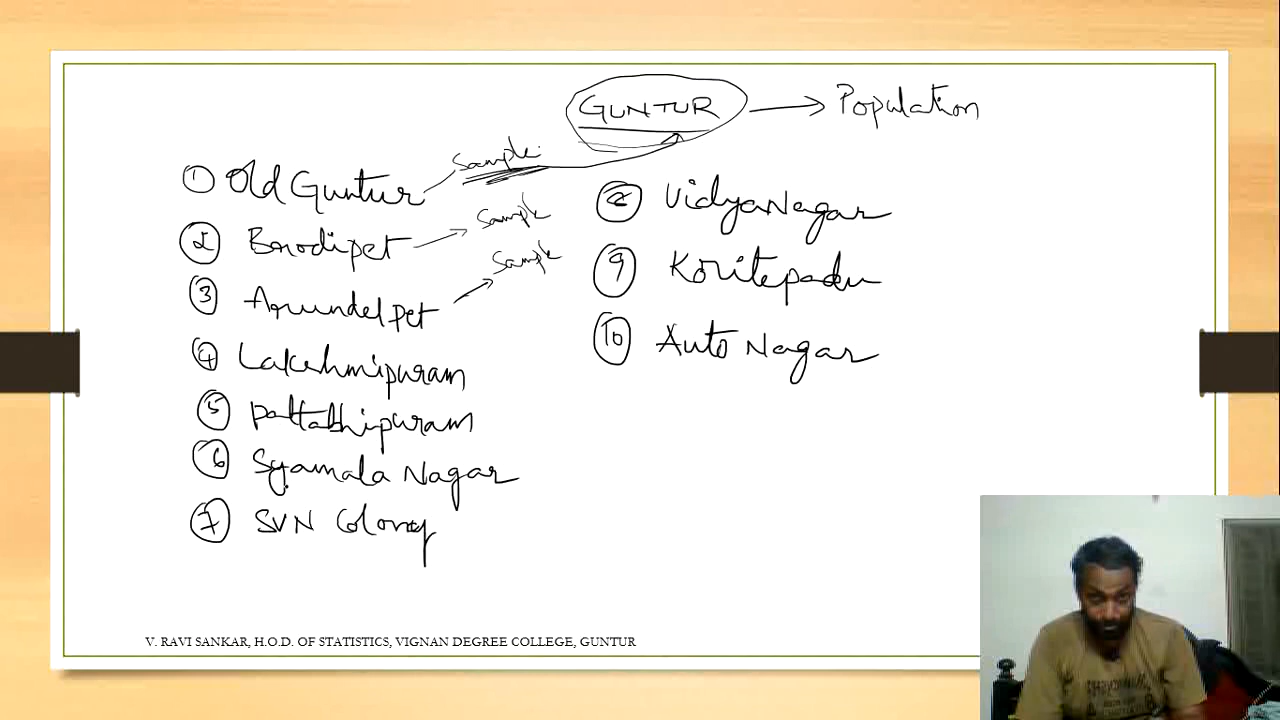 GUNTUR → Population
① Old Guntur Sample
② Brodipet → Sample
③ Arundelpet → Sample
④ Lakshmipuram
⑤ Pattabhipuram
⑥ Syamala Nagar
⑦ SVN Colony
⑧ VidyaNagar
⑨ Koritepadu
⑩ Auto Nagar
V. RAVI SANKAR, H.O.D. OF STATISTICS, VIGNAN DEGREE COLLEGE, GUNTUR